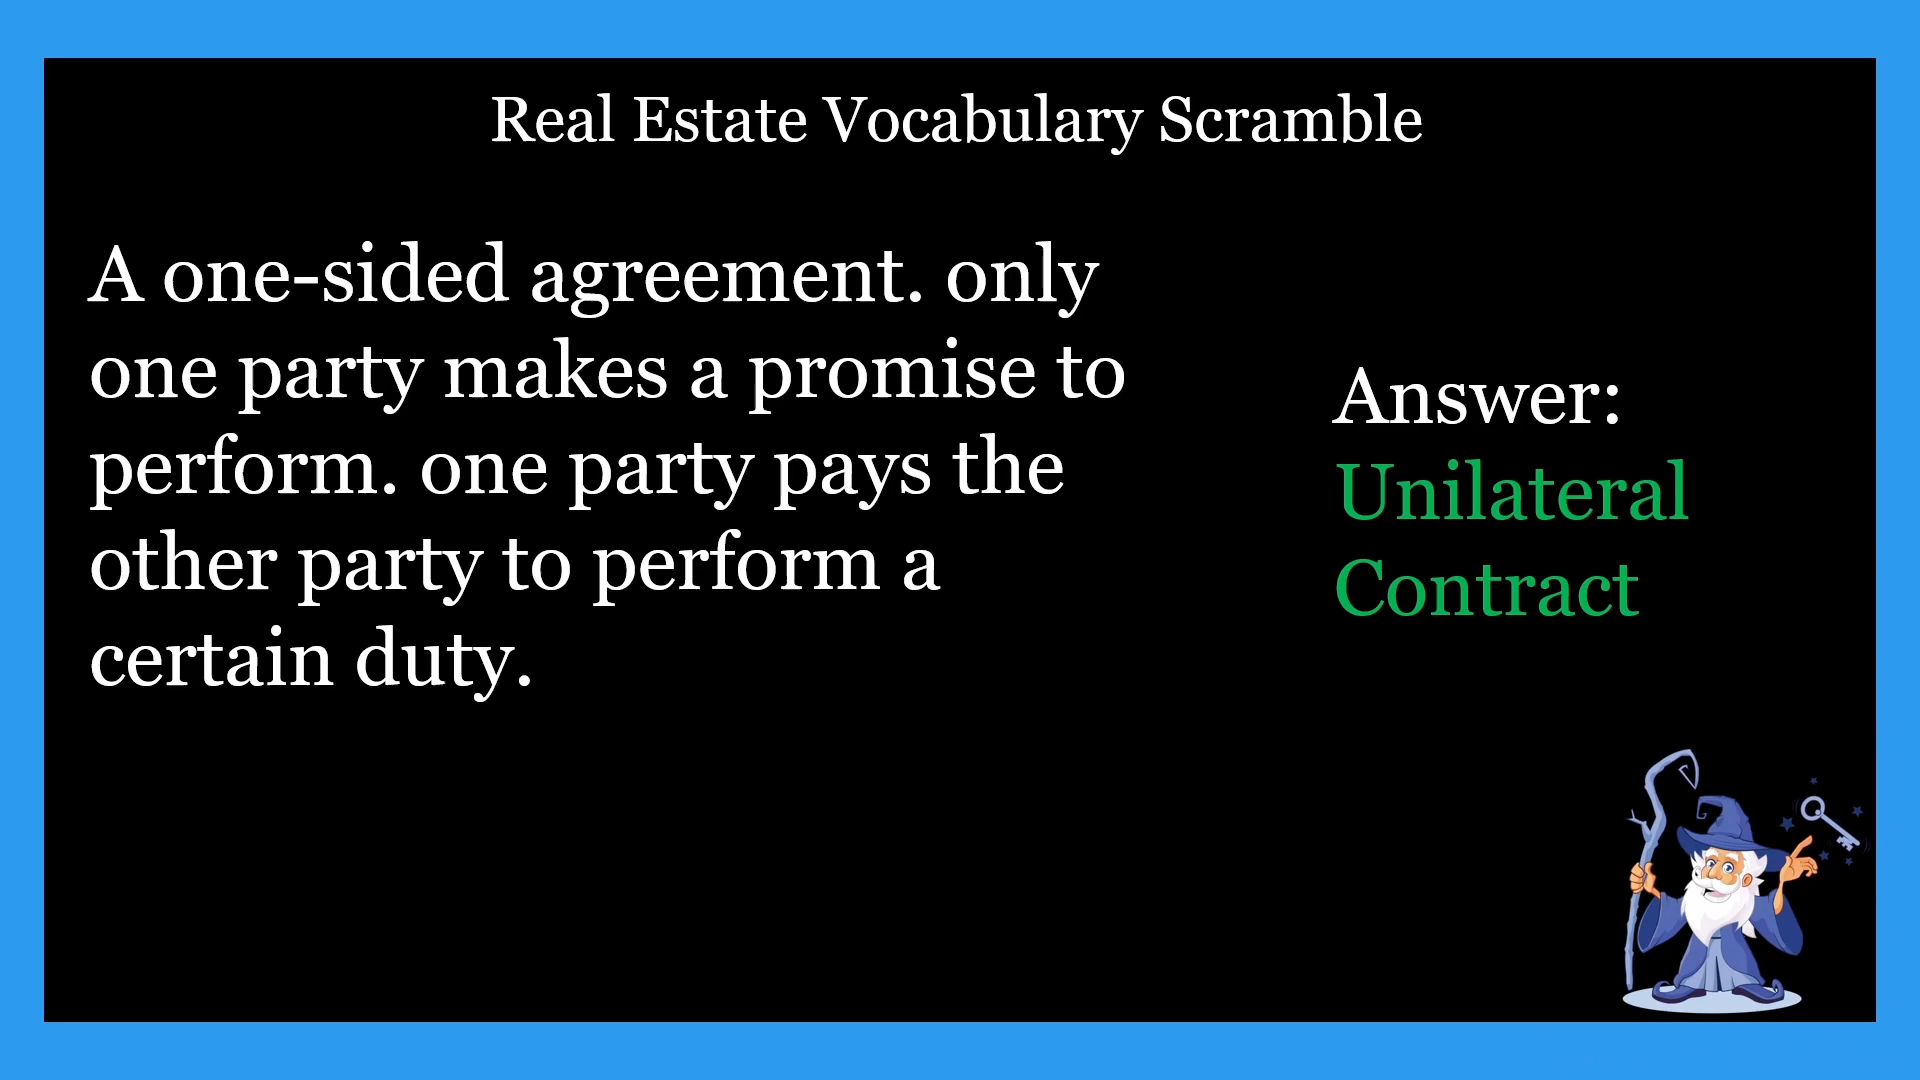 Real Estate Vocabulary Scramble
A one-sided agreement. only
one party makes a promise to
perform. one party pays the
other party to perform a
certain duty.
Answer:
Unilateral
Contract